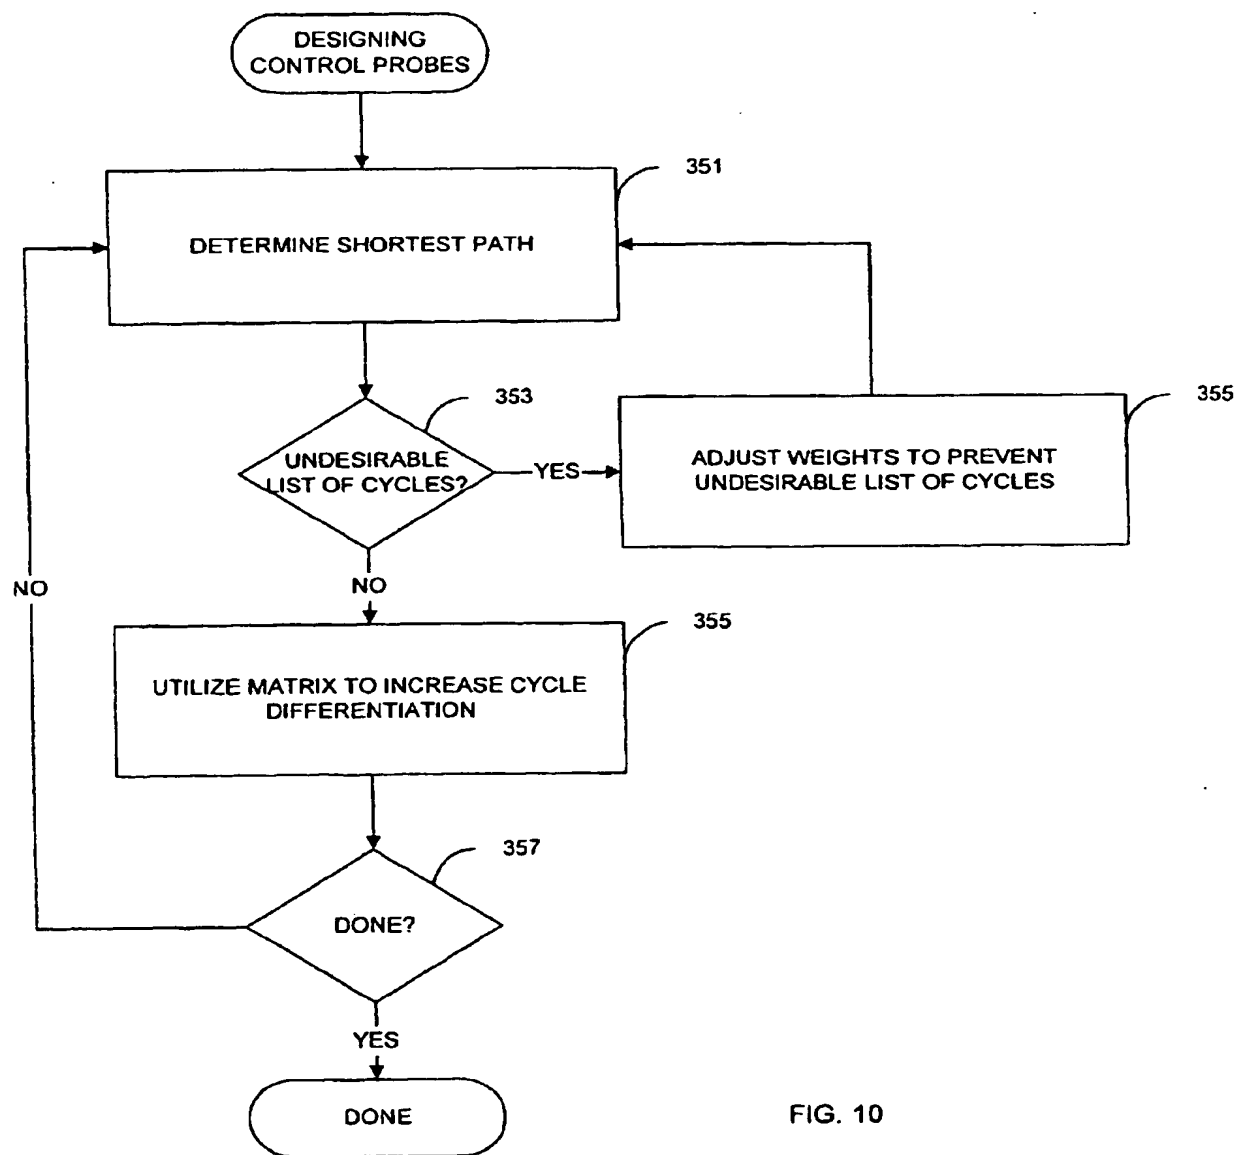 DESIGNING
CONTROL PROBES
351
DETERMINE SHORTEST PATH
353
UNDESIRABLE
LIST OF CYCLES?
YES
355
ADJUST WEIGHTS TO PREVENT
UNDESIRABLE LIST OF CYCLES
NO
NO
355
UTILIZE MATRIX TO INCREASE CYCLE
DIFFERENTIATION
357
DONE?
YES
DONE
FIG. 10